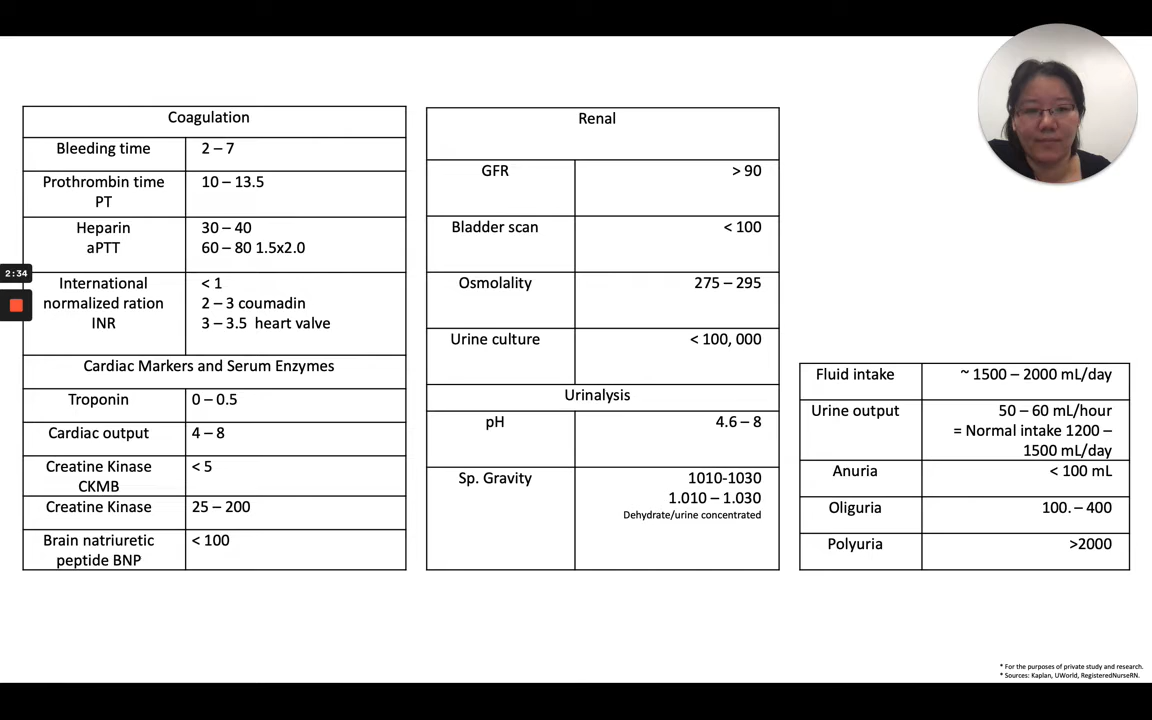 Coagulation
Bleeding time 2 – 7
Prothrombin time 10 – 13.5
PT
Heparin 30 – 40
aPTT 60 – 80 1.5x2.0
International < 1
normalized ration 2 – 3 coumadin
INR 3 – 3.5 heart valve
Cardiac Markers and Serum Enzymes
Troponin 0 – 0.5
Cardiac output 4 – 8
Creatine Kinase < 5
CKMB
Creatine Kinase 25 – 200
Brain natriuretic < 100
peptide BNP
2:34
Renal
GFR > 90
Bladder scan < 100
Osmolality 275 – 295
Urine culture < 100, 000
Urinalysis
pH 4.6 – 8
Sp. Gravity 1010-1030
1.010 – 1.030
Dehydrate/urine concentrated
Fluid intake ~ 1500 – 2000 mL/day
Urine output 50 – 60 mL/hour
= Normal intake 1200 –
1500 mL/day
Anuria < 100 mL
Oliguria 100. – 400
Polyuria >2000
* For the purposes of private study and research.
* Sources: Kaplan, UWorld, RegisteredNurseRN.